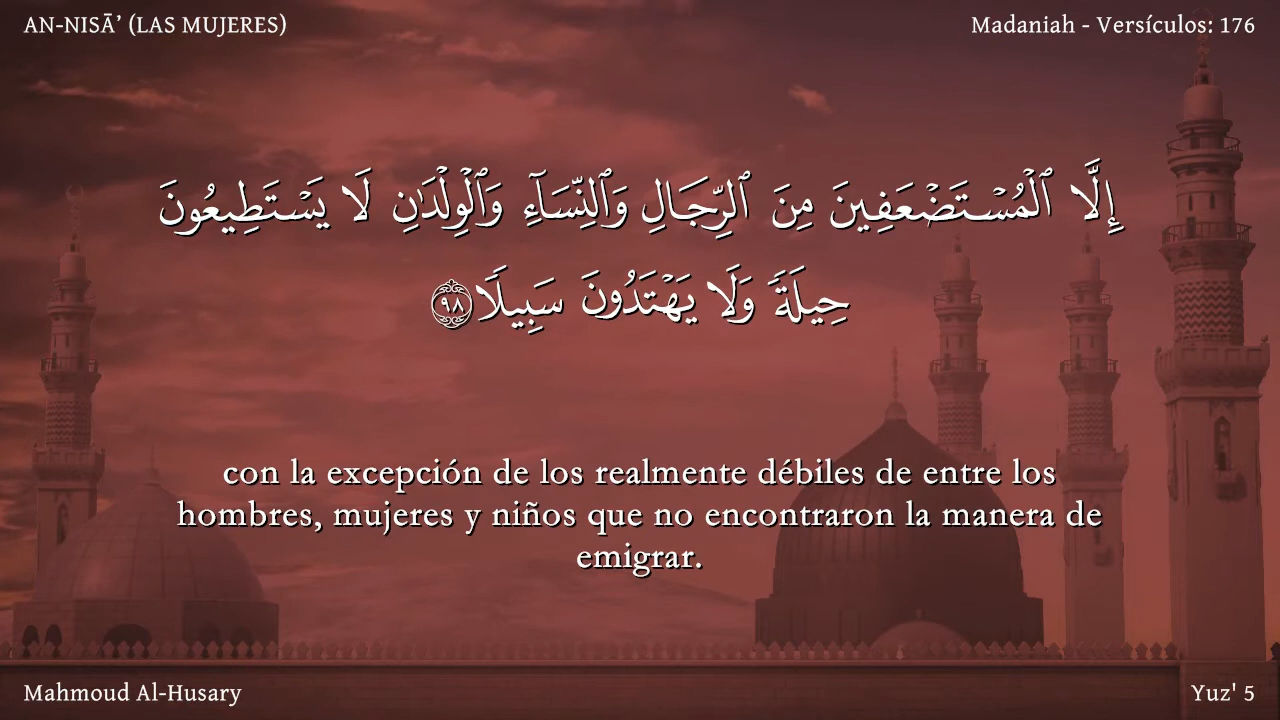 AN-NISĀ’ (LAS MUJERES)
Madaniah - Versículos: 176
إِلَّا ٱلْمُسْتَضْعَفِينَ مِنَ ٱلرِّجَالِ وَٱلنِّسَآءِ وَٱلْوِلْدَٰنِ لَا يَسْتَطِيعُونَ
حِيلَةً وَلَا يَهْتَدُونَ سَبِيلًا ٩٨
con la excepción de los realmente débiles de entre los
hombres, mujeres y niños que no encontraron la manera de
emigrar.
Mahmoud Al-Husary
Yuz' 5